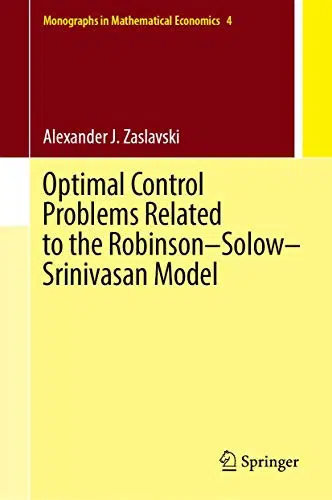 Monographs in Mathematical Economics 4
Alexander J. Zaslavski
Optimal Control
Problems Related
to the Robinson–Solow–
Srinivasan Model
Springer